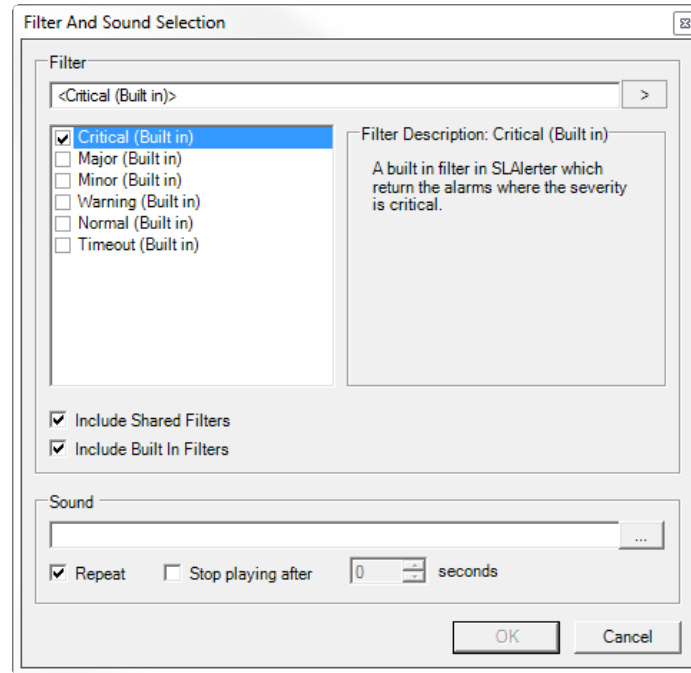 Filter And Sound Selection
Filter
<Critical (Built in)>
>
Critical (Built in)
Major (Built in)
Minor (Built in)
Warning (Built in)
Normal (Built in)
Timeout (Built in)
Filter Description: Critical (Built in)
A built in filter in SLAlerter which
return the alarms where the severity
is critical.
Include Shared Filters
Include Built In Filters
Sound
...
Repeat Stop playing after 0 seconds
OK Cancel